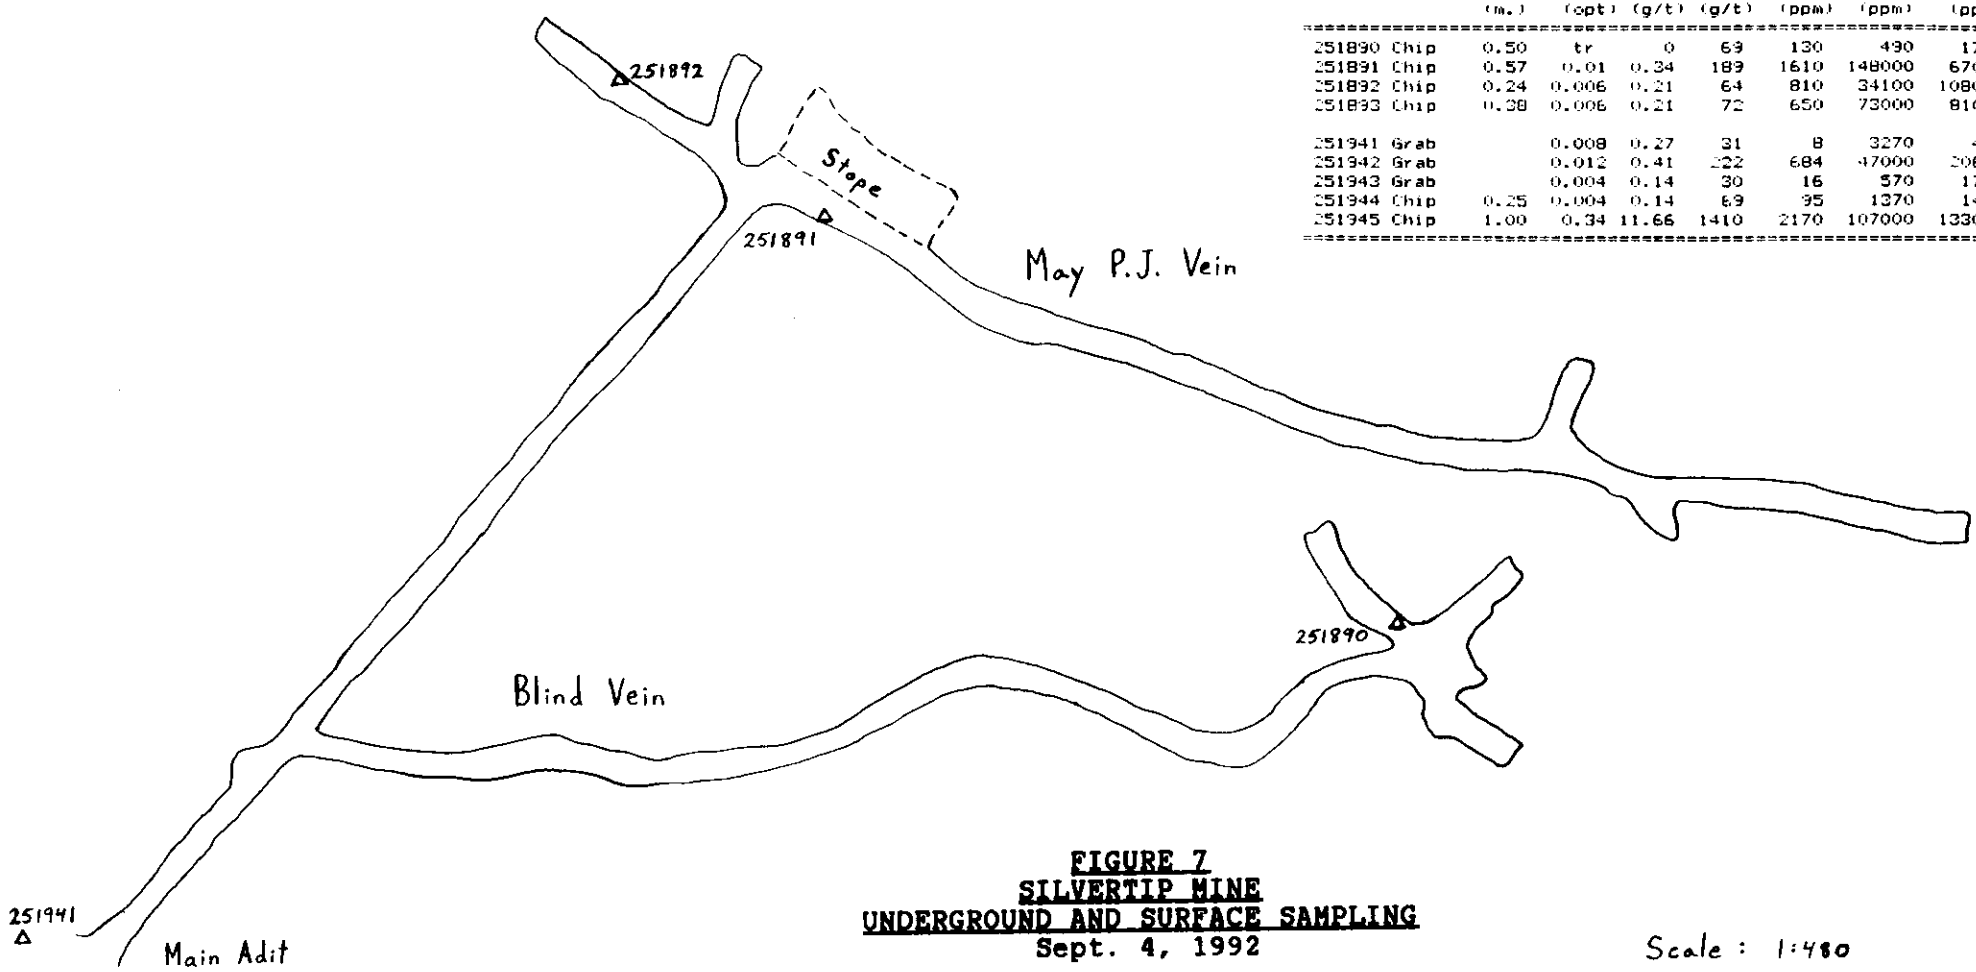 (m.) (opt) (g/t) (g/t) (ppm) (ppm)
251890 Chip 0.50 tr 0 69 130 490
251891 Chip 0.57 0.01 0.34 189 1610 148000
251892 Chip 0.24 0.006 0.21 64 810 34100
251893 Chip 0.38 0.006 0.21 72 650 73000
251941 Grab 0.008 0.27 31 8 3270
251942 Grab 0.012 0.41 222 684 47000
251943 Grab 0.004 0.14 30 16 570
251944 Chip 0.25 0.004 0.14 69 95 1370
251945 Chip 1.00 0.34 11.66 1410 2170 107000
251892
Stope
251891
May P.J. Vein
251890
Blind Vein
251941
Main Adit
FIGURE 7
SILVERTIP MINE
UNDERGROUND AND SURFACE SAMPLING
Sept. 4, 1992
Scale : 1:480